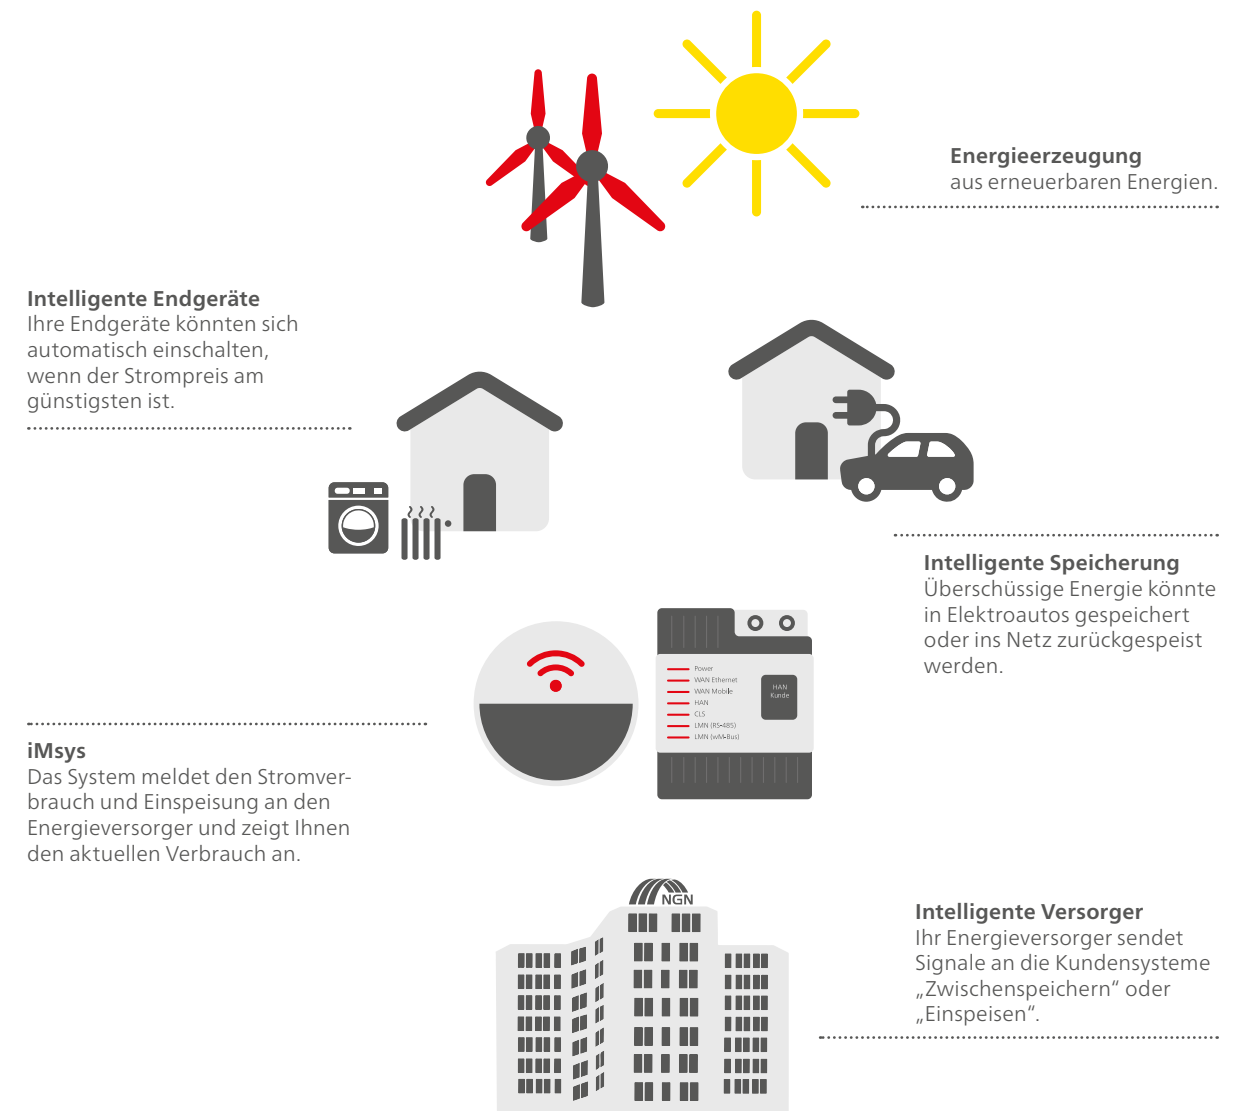 Energieerzeugung
aus erneuerbaren Energien.
Intelligente Endgeräte
Ihre Endgeräte könnten sich
automatisch einschalten,
wenn der Strompreis am
günstigsten ist.
Intelligente Speicherung
Überschüssige Energie könnte
in Elektroautos gespeichert
oder ins Netz zurückgespeist
werden.
Power
WAN Ethernet
WAN Mobile
HAN
CLS
LMN (RS-485)
LMN (wM-Bus)
HAN
Kunde
iMsys
Das System meldet den Stromver-
brauch und Einspeisung an den
Energieversorger und zeigt Ihnen
den aktuellen Verbrauch an.
NGN
Intelligente Versorger
Ihr Energieversorger sendet
Signale an die Kundensysteme
„Zwischenspeichern“ oder
„Einspeisen“.